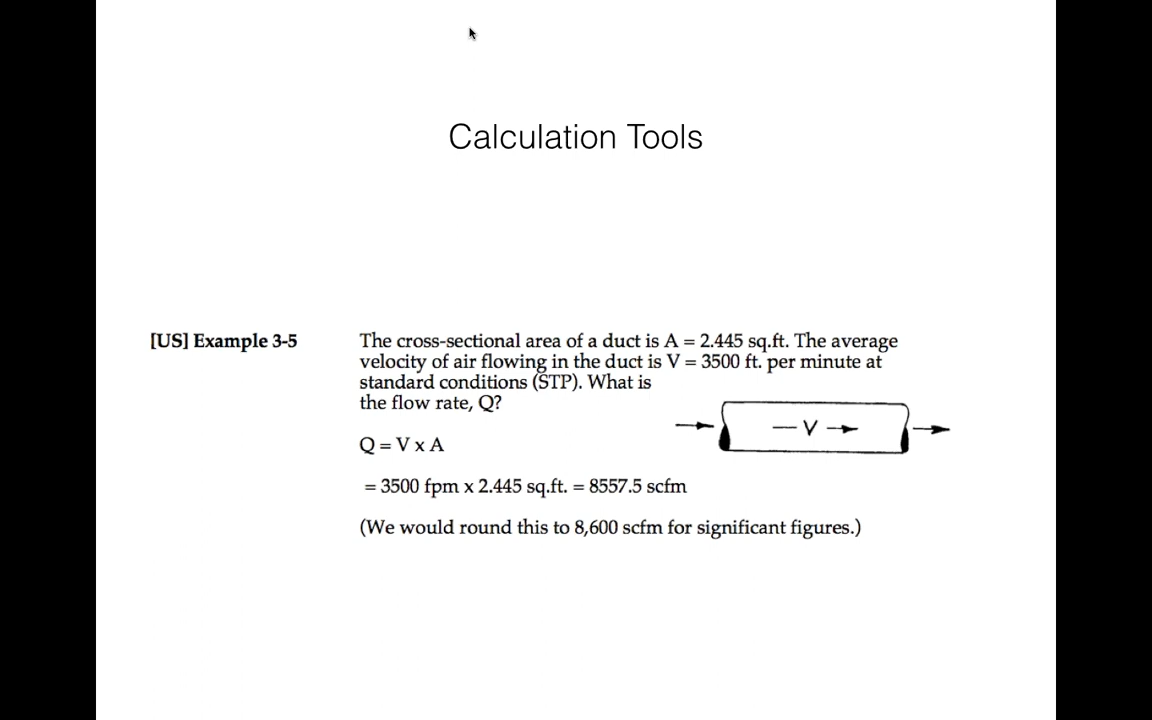 Calculation Tools
[US] Example 3-5
The cross-sectional area of a duct is A = 2.445 sq.ft. The average
velocity of air flowing in the duct is V = 3500 ft. per minute at
standard conditions (STP). What is
the flow rate, Q?
V
Q = V x A
= 3500 fpm x 2.445 sq.ft. = 8557.5 scfm
(We would round this to 8,600 scfm for significant figures.)